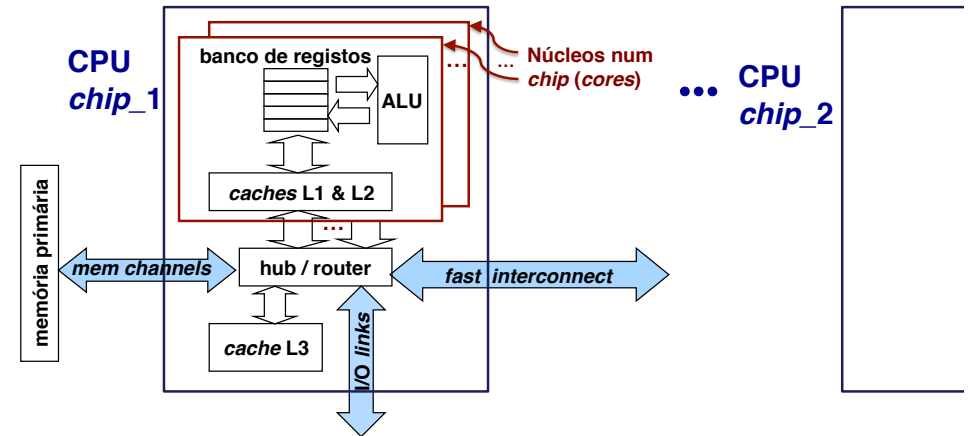 CPU
chip_1
banco de registos
ALU
...
...
Núcleos num
chip (cores)
•••
CPU
chip_2
caches L1 & L2
...
memória primária
mem channels
hub / router
fast interconnect
cache L3
I/O links